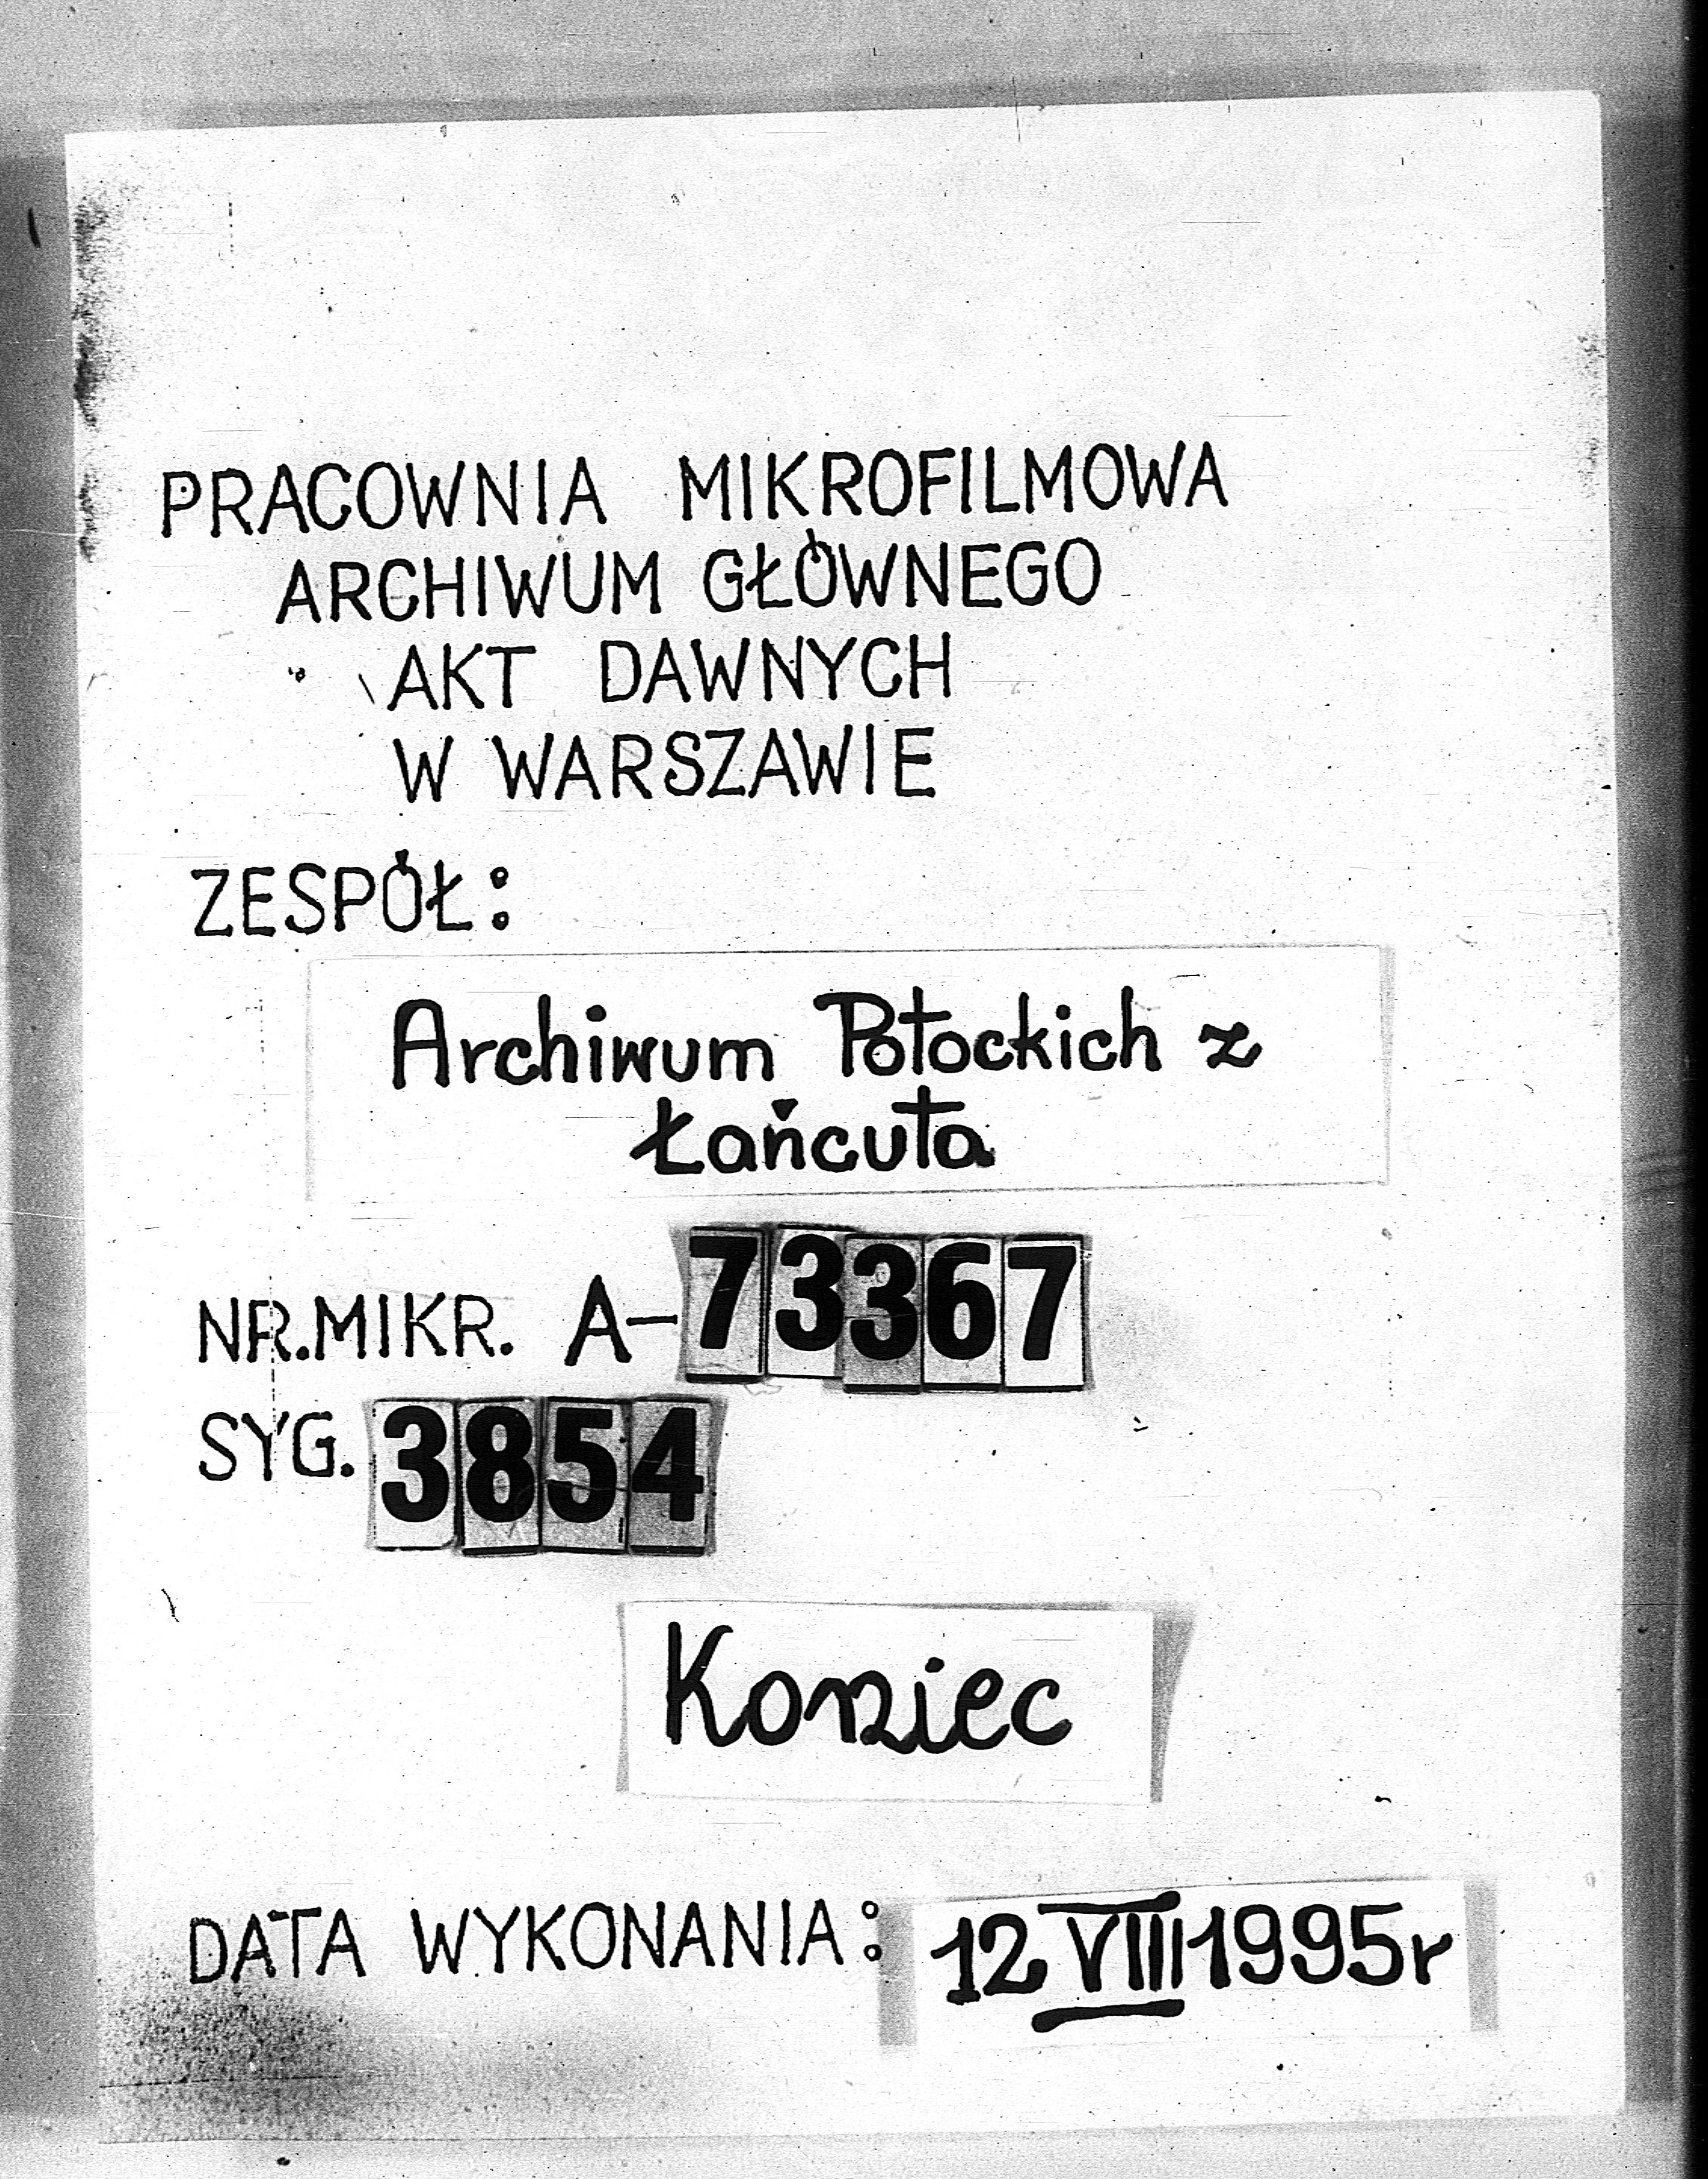 PRACOWNIA MIKROFILMOWA
ARCHIWUM GŁÓWNEGO
AKT DAWNYCH
W WARSZAWIE
ZESPÓŁ:
Archiwum Potockich z
Łańcuta
NR.MIKR. A-73367
SYG. 3854
Koniec
DATA WYKONANIA: 12 VIII 1995r